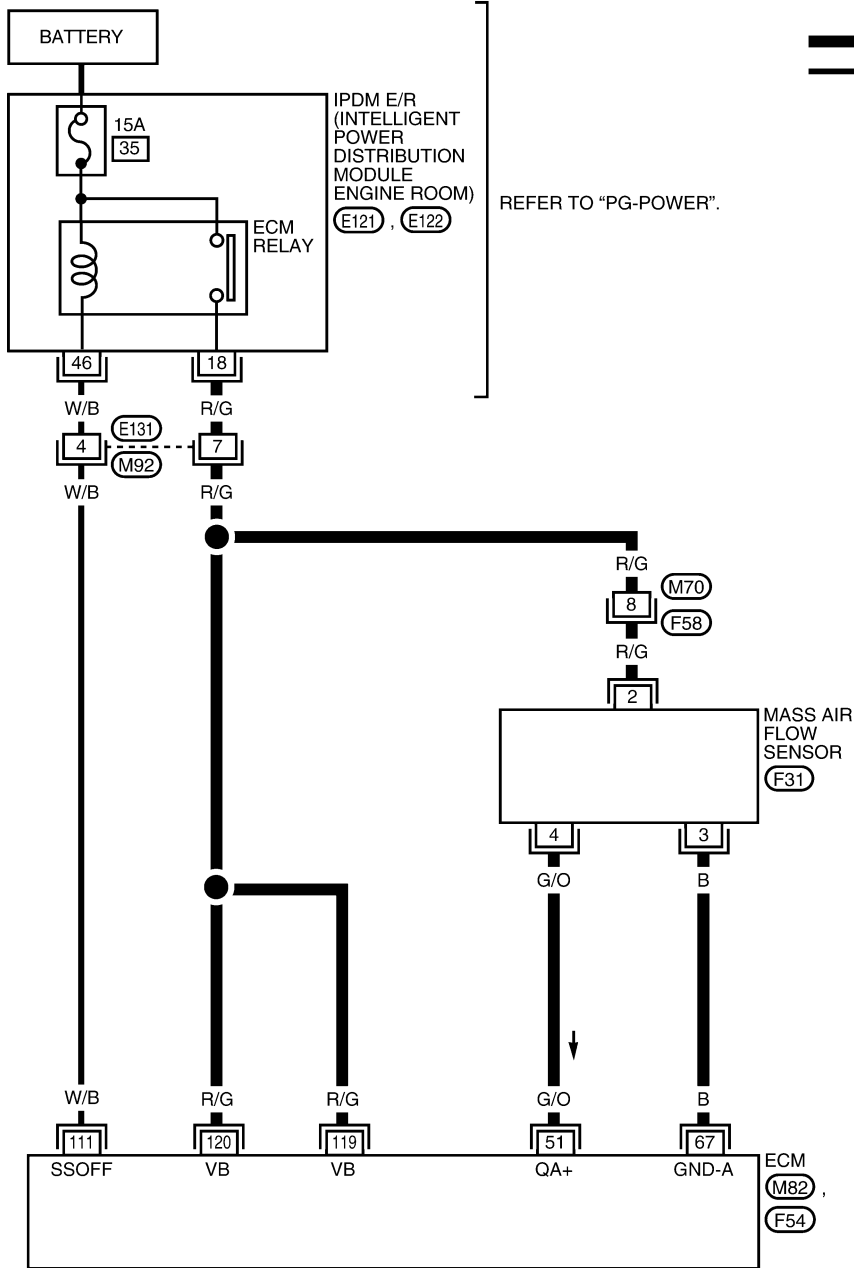 BATTERY
IPDM E/R
(INTELLIGENT
POWER
DISTRIBUTION
MODULE
ENGINE ROOM)
E121 , E122
15A
35
ECM
RELAY
REFER TO “PG-POWER”.
46 18
W/B R/G
4 E131 7
M92
W/B R/G
R/G
8 M70
F58
R/G
2
MASS AIR
FLOW
SENSOR
F31
4 3
G/O B
W/B R/G R/G G/O B
111 120 119 51 67
SSOFF VB VB QA+ GND-A
ECM
M82 ,
F54